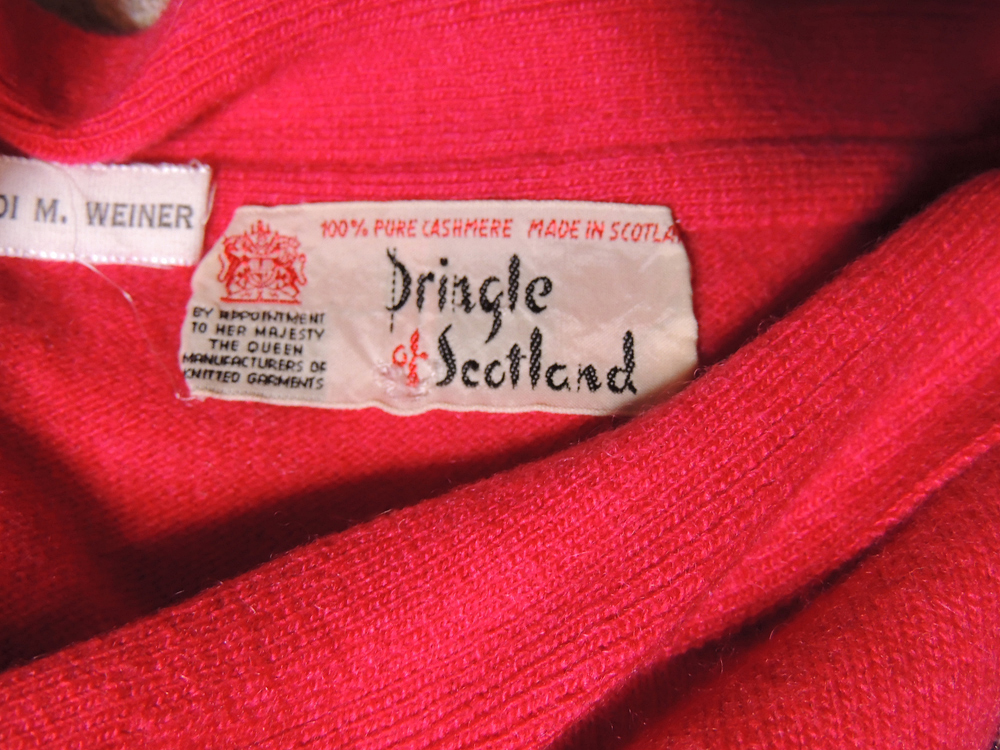 DI M. WEINER
100% PURE CASHMERE MADE IN SCOTLA
Pringle
of Scotland
BY APPOINTMENT
TO HER MAJESTY
THE QUEEN
MANUFACTURERS OF
KNITTED GARMENTS